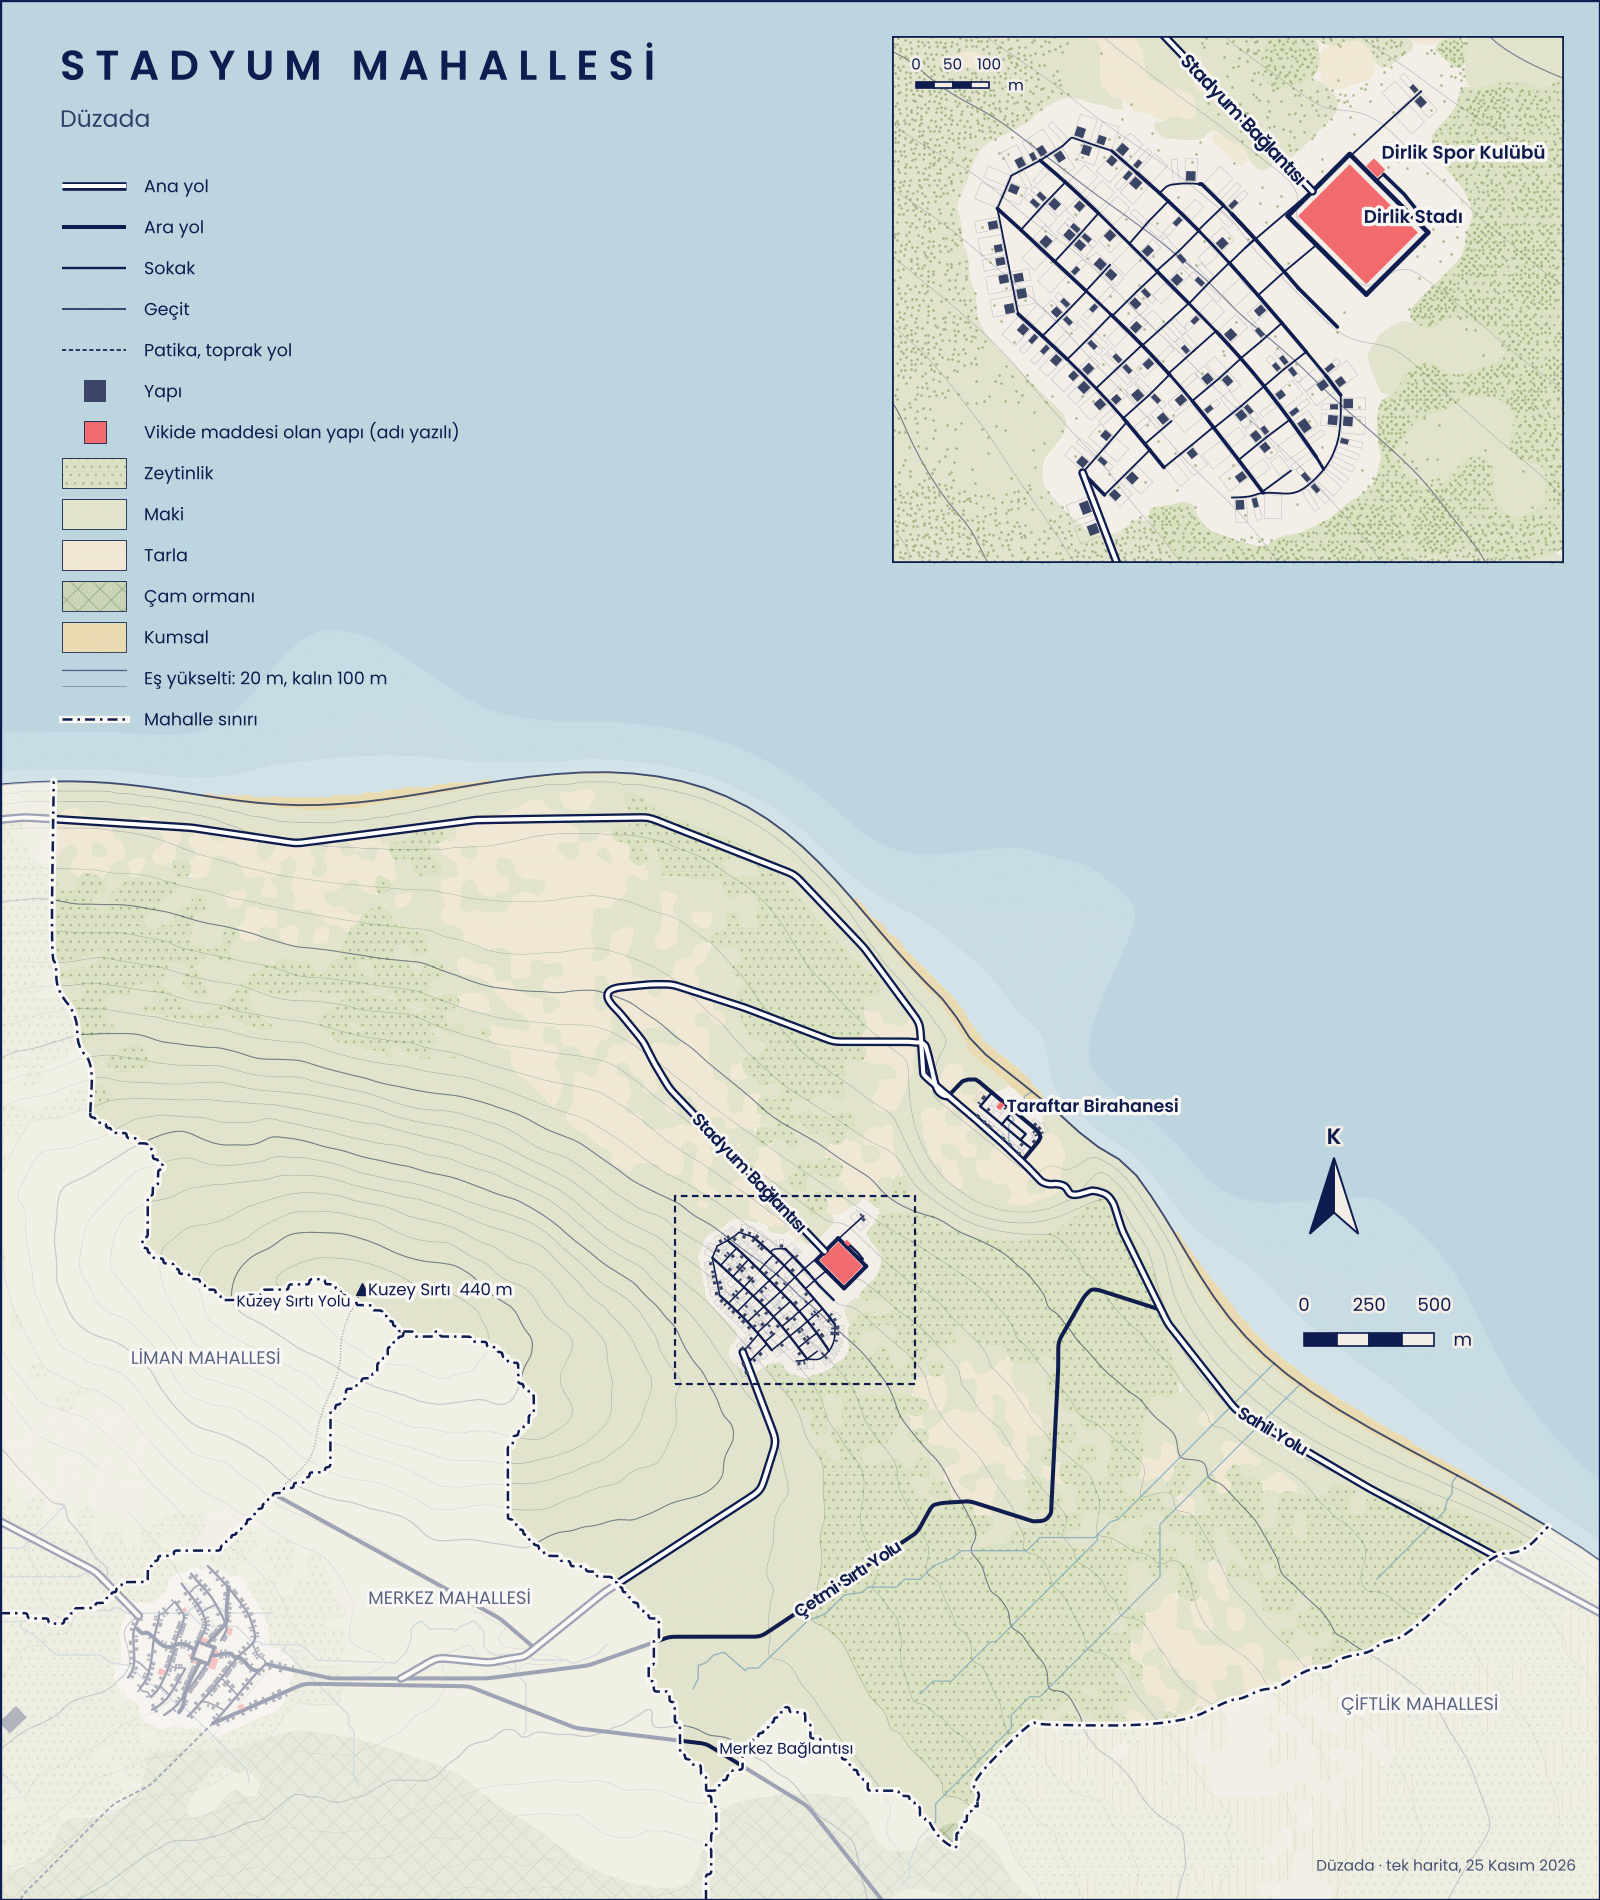 STADYUM MAHALLESİ
Düzada
Ana yol
Ara yol
Sokak
Geçit
Patika, toprak yol
Yapı
Vikide maddesi olan yapı (adı yazılı)
Zeytinlik
Maki
Tarla
Çam ormanı
Kumsal
Eş yükselti: 20 m, kalın 100 m
Mahalle sınırı
0 50 100
m
Stadyum Bağlantısı
Dirlik Spor Kulübü
Dirlik Stadı
Taraftar Birahanesi
K
Stadyum Bağlantısı
Kuzey Sırtı 440 m
Kuzey Sırtı Yolu
0 250 500
m
LİMAN MAHALLESİ
Sahil Yolu
Çetmi Sırtı Yolu
MERKEZ MAHALLESİ
ÇİFTLİK MAHALLESİ
Merkez Bağlantısı
Düzada · tek harita, 25 Kasım 2026